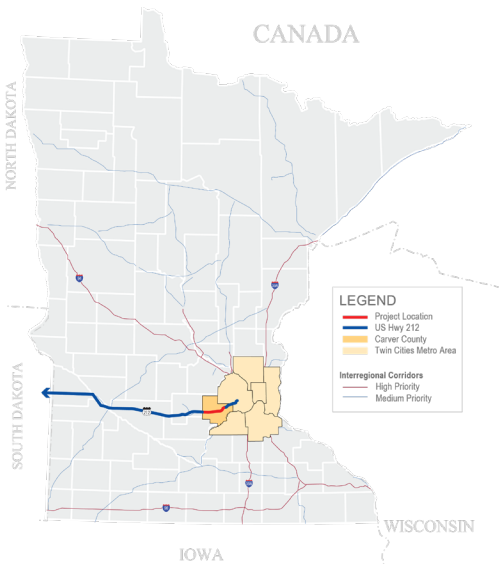 CANADA
NORTH DAKOTA
SOUTH DAKOTA
LEGEND
Project Location
US Hwy 212
Carver County
Twin Cities Metro Area
Interregional Corridors
High Priority
Medium Priority
WISCONSIN
IOWA